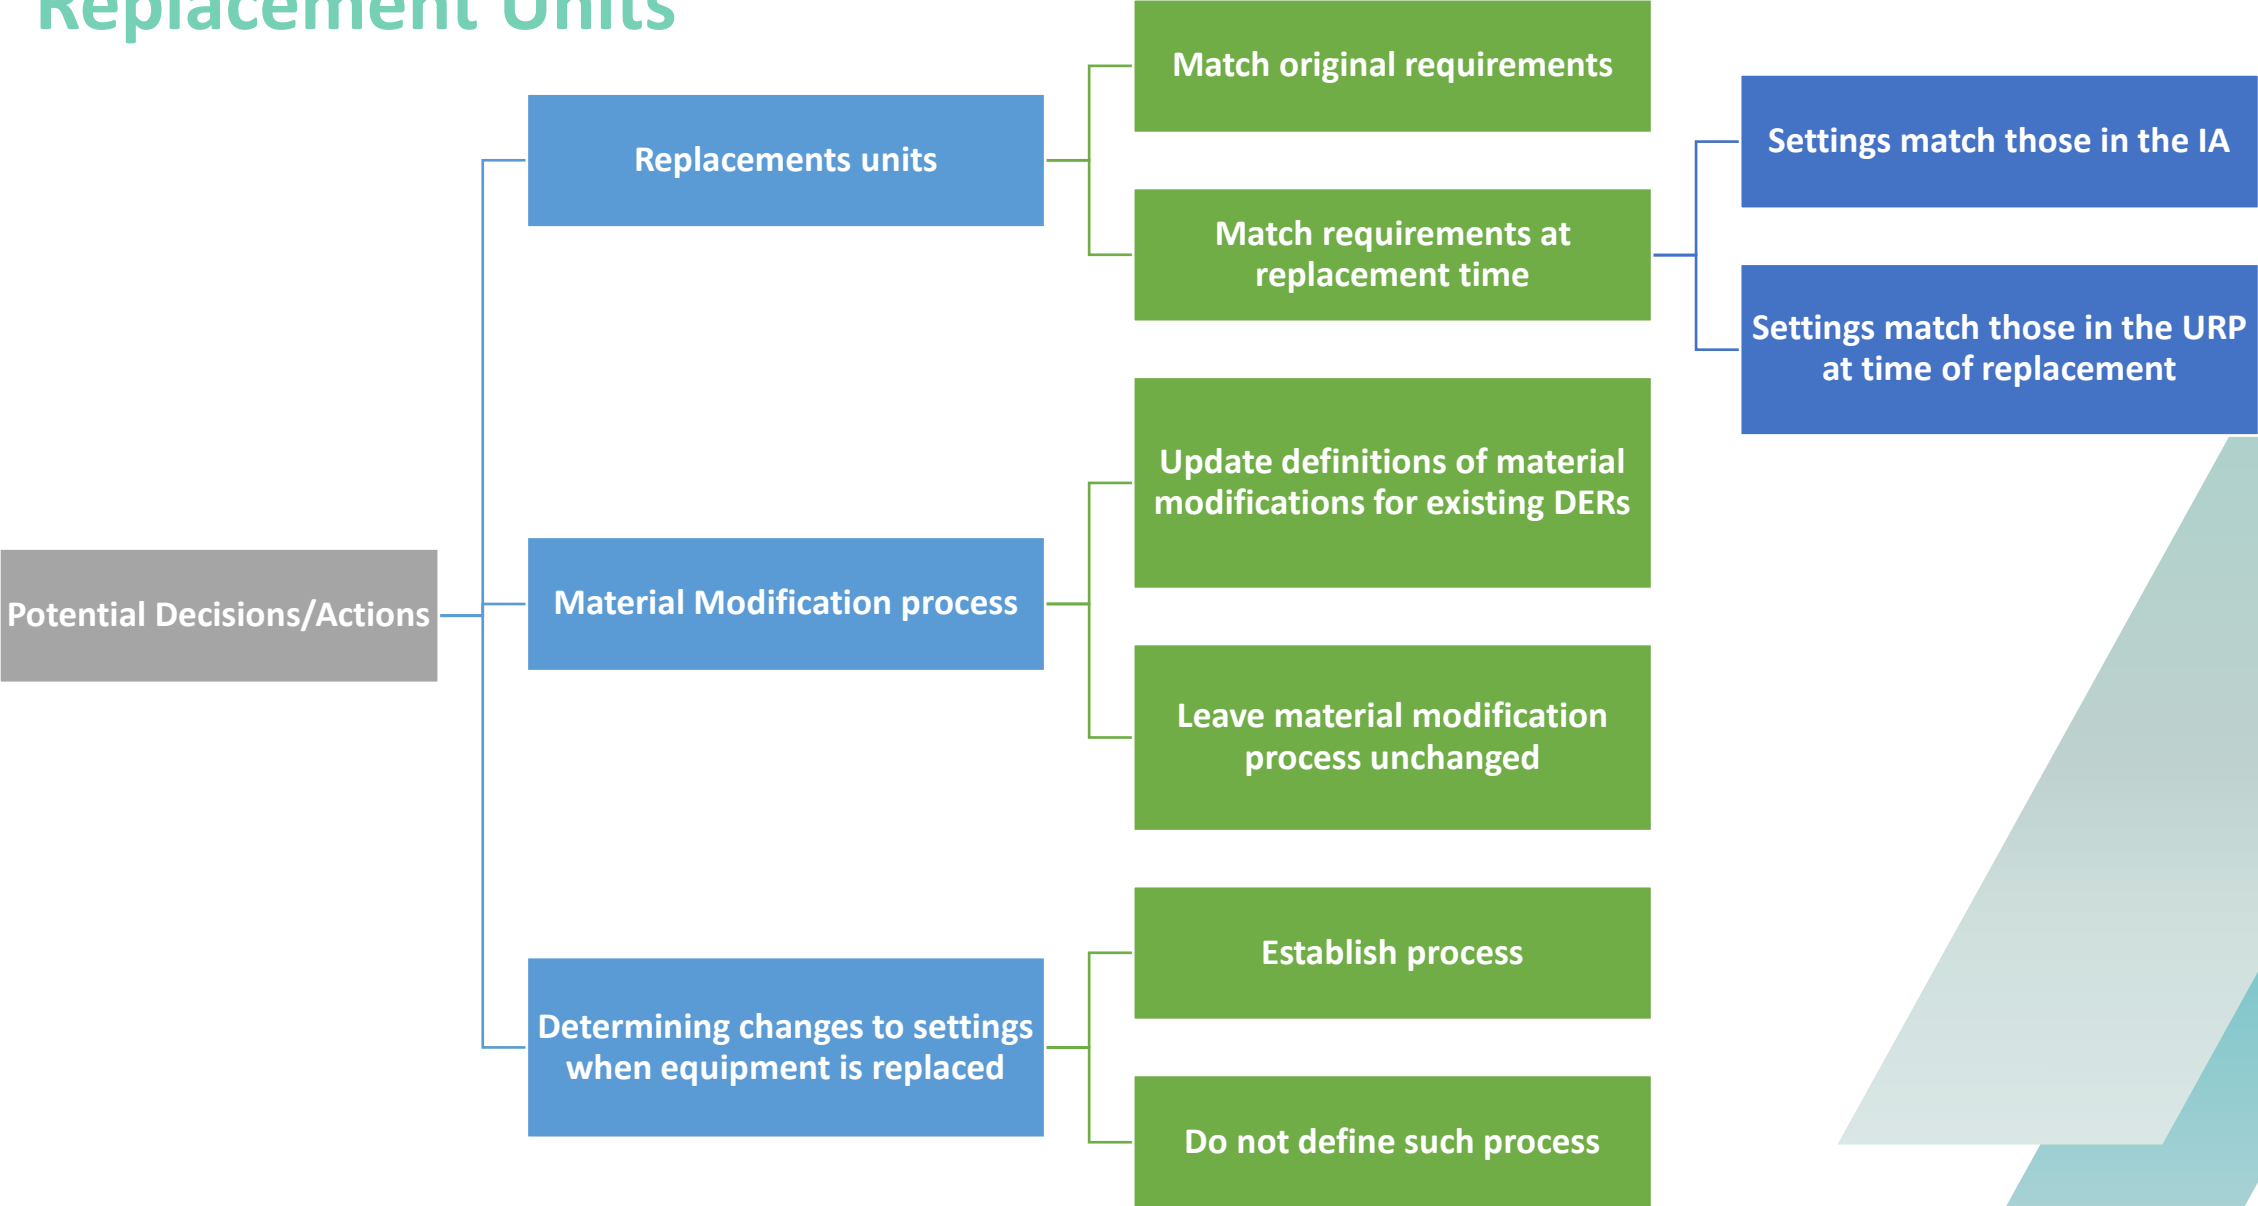 Replacement Units
Match original requirements
Settings match those in the IA
Replacements units
Match requirements at
replacement time
Settings match those in the URP
at time of replacement
Update definitions of material
modifications for existing DERs
Potential Decisions/Actions
Material Modification process
Leave material modification
process unchanged
Establish process
Determining changes to settings
when equipment is replaced
Do not define such process